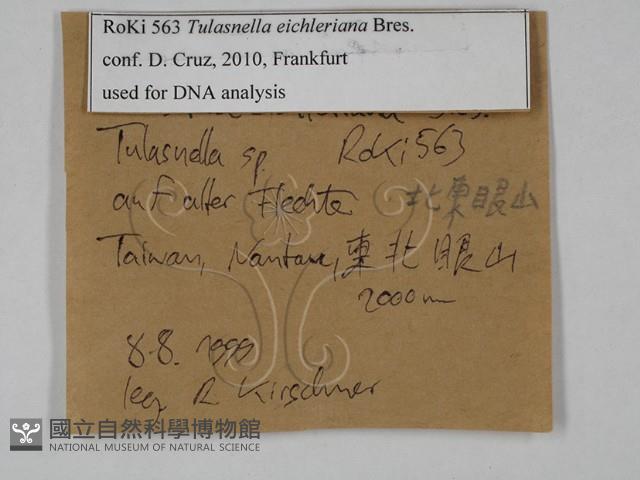 RoKi 563 Tulasnella eichleriana Bres.
conf. D. Cruz, 2010, Frankfurt
used for DNA analysis
Tulasnella sp. RoKi 563
auf alter Flechte 北東眼山
Taiwan, Nantou, 東北眼山
2000 m
8.8. 1999
leg. R. Kirschner
國立自然科學博物館
NATIONAL MUSEUM OF NATURAL SCIENCE